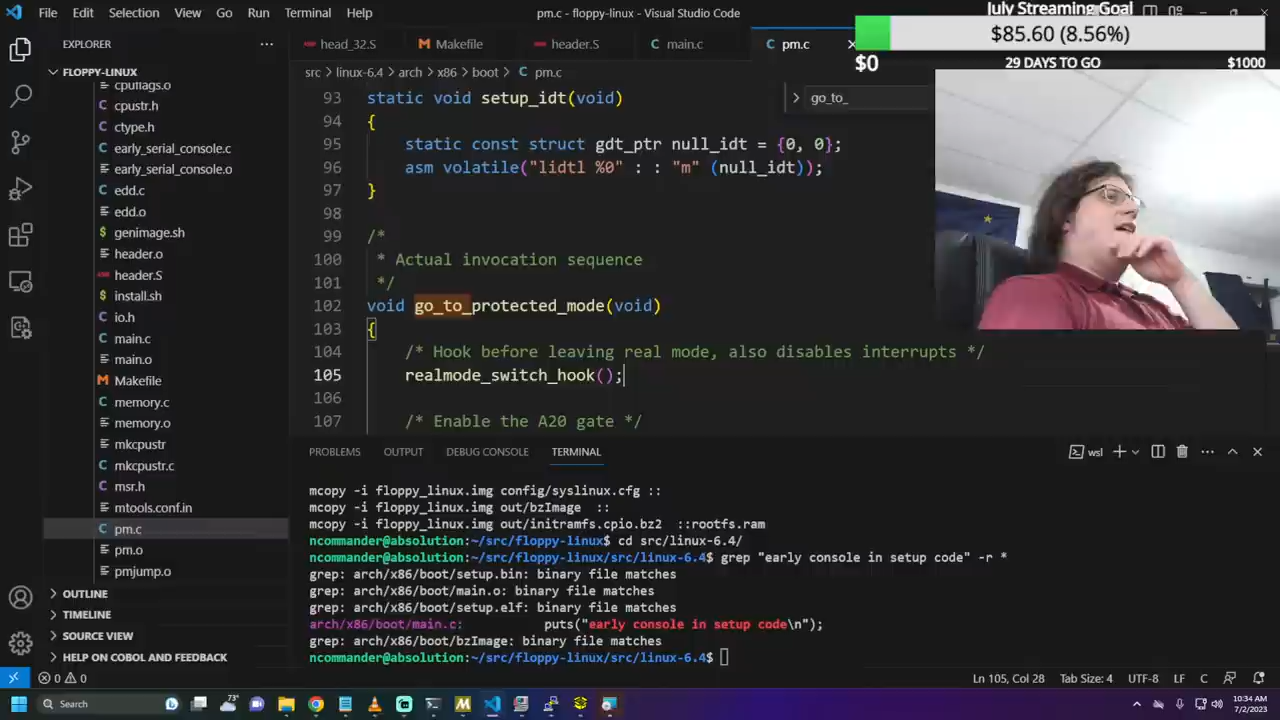 File Edit Selection View Go Run Terminal Help
pm.c - floppy-linux - Visual Studio Code
July Streaming Goal
$85.60 (8.56%)
$0 29 DAYS TO GO $1000
EXPLORER
FLOPPY-LINUX
cpuflags.o
cpustr.h
ctype.h
early_serial_console.c
early_serial_console.o
edd.c
edd.o
genimage.sh
header.o
header.S
install.sh
io.h
main.c
main.o
Makefile
memory.c
memory.o
mkcpustr
mkcpustr.c
msr.h
mtools.conf.in
pm.c
pm.o
pmjump.o
OUTLINE
TIMELINE
SOURCE VIEW
HELP ON COBOL AND FEEDBACK
head_32.S Makefile header.S main.c pm.c
src > linux-6.4 > arch > x86 > boot > pm.c
go_to_
93 static void setup_idt(void)
94 {
95 static const struct gdt_ptr null_idt = {0, 0};
96 asm volatile("lidtl %0" : : "m" (null_idt));
97 }
98
99 /*
100 * Actual invocation sequence
101 */
102 void go_to_protected_mode(void)
103 {
104 /* Hook before leaving real mode, also disables interrupts */
105 realmode_switch_hook();
106
107 /* Enable the A20 gate */
PROBLEMS OUTPUT DEBUG CONSOLE TERMINAL
wsl
mcopy -i floppy_linux.img config/syslinux.cfg ::
mcopy -i floppy_linux.img out/bzImage ::
mcopy -i floppy_linux.img out/initramfs.cpio.bz2 ::rootfs.ram
ncommander@absolution:~/src/floppy-linux$ cd src/linux-6.4/
ncommander@absolution:~/src/floppy-linux/src/linux-6.4$ grep "early console in setup code" -r *
grep: arch/x86/boot/setup.bin: binary file matches
grep: arch/x86/boot/main.o: binary file matches
grep: arch/x86/boot/setup.elf: binary file matches
arch/x86/boot/main.c: puts("early console in setup code\n");
grep: arch/x86/boot/bzImage: binary file matches
ncommander@absolution:~/src/floppy-linux/src/linux-6.4$
0 0 Ln 105, Col 28 Tab Size: 4 UTF-8 LF C
Search 73° 10:34 AM
7/2/2023